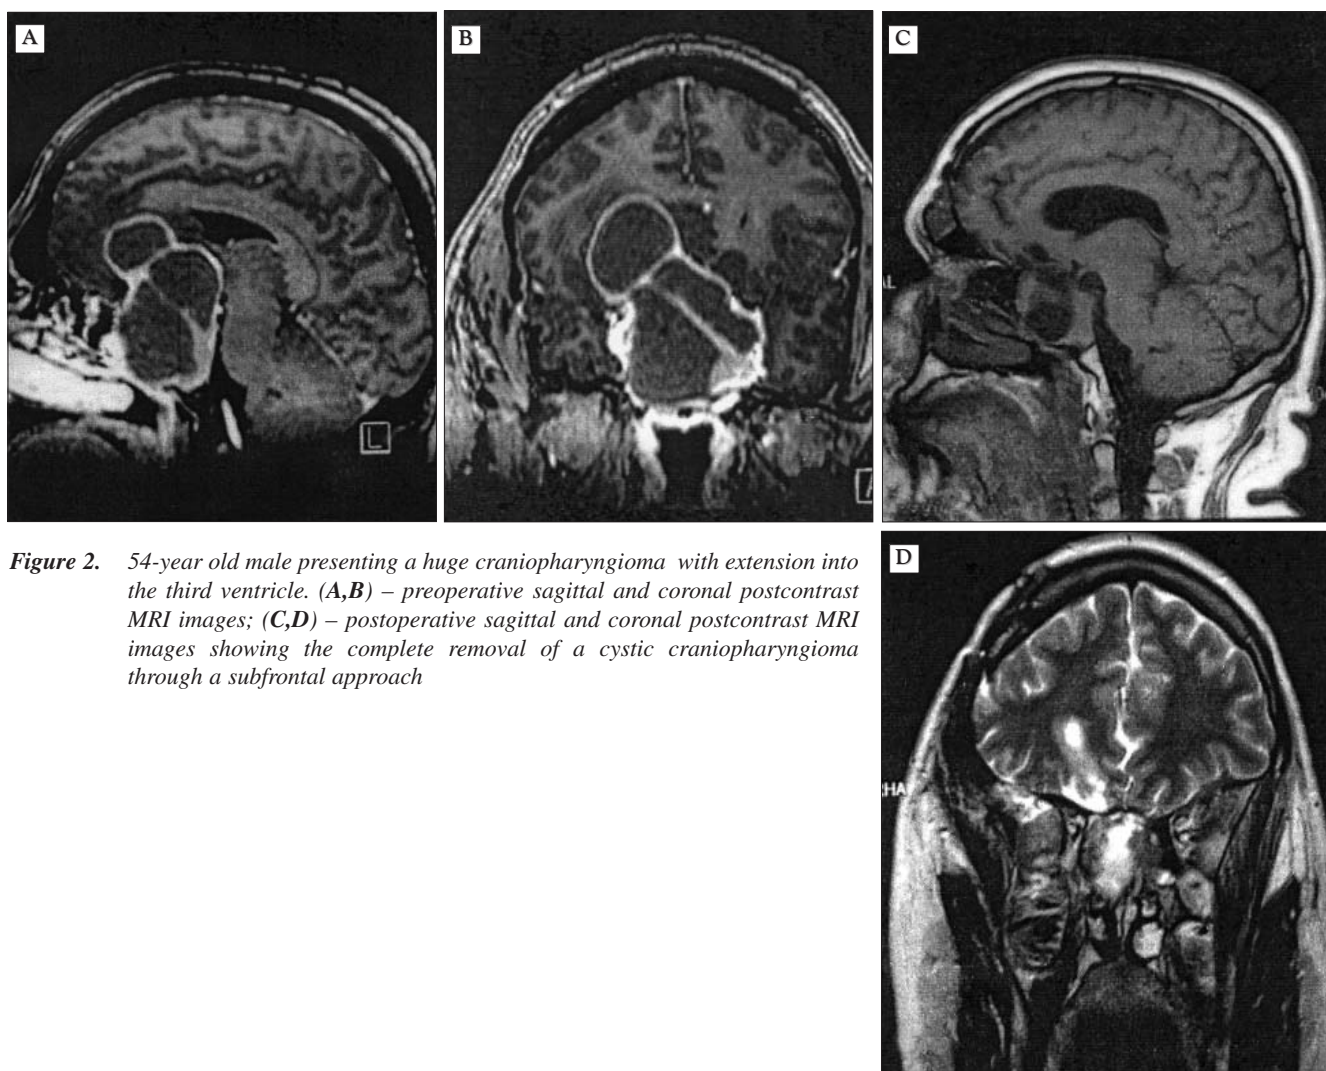 A
B
C
AL
L
Figure 2. 54-year old male presenting a huge craniopharyngioma with extension into
the third ventricle. (A,B) – preoperative sagittal and coronal postcontrast
MRI images; (C,D) – postoperative sagittal and coronal postcontrast MRI
images showing the complete removal of a cystic craniopharyngioma
through a subfrontal approach
D
RHA